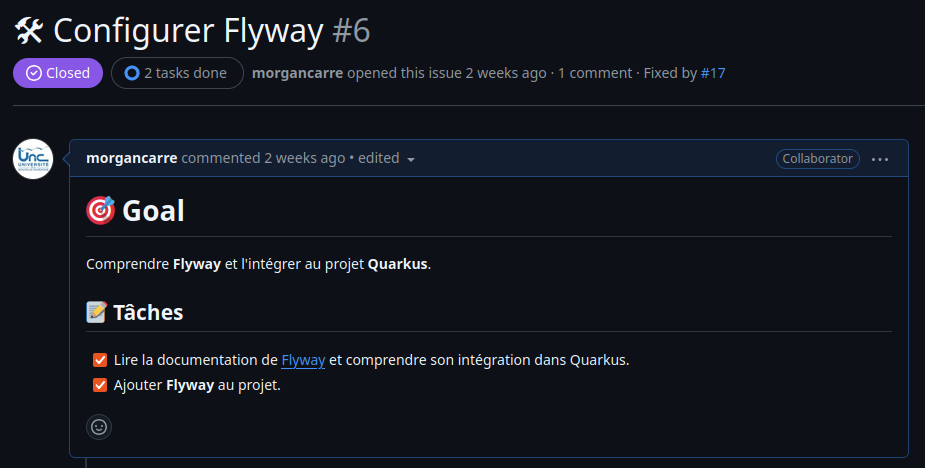 🛠 Configurer Flyway #6
Closed 2 tasks done morgancarre opened this issue 2 weeks ago · 1 comment · Fixed by #17
unc
UNIVERSITÉ
morgancarre commented 2 weeks ago • edited
Collaborator ...
🎯 Goal
Comprendre Flyway et l'intégrer au projet Quarkus.
📝 Tâches
Lire la documentation de Flyway et comprendre son intégration dans Quarkus.
Ajouter Flyway au projet.